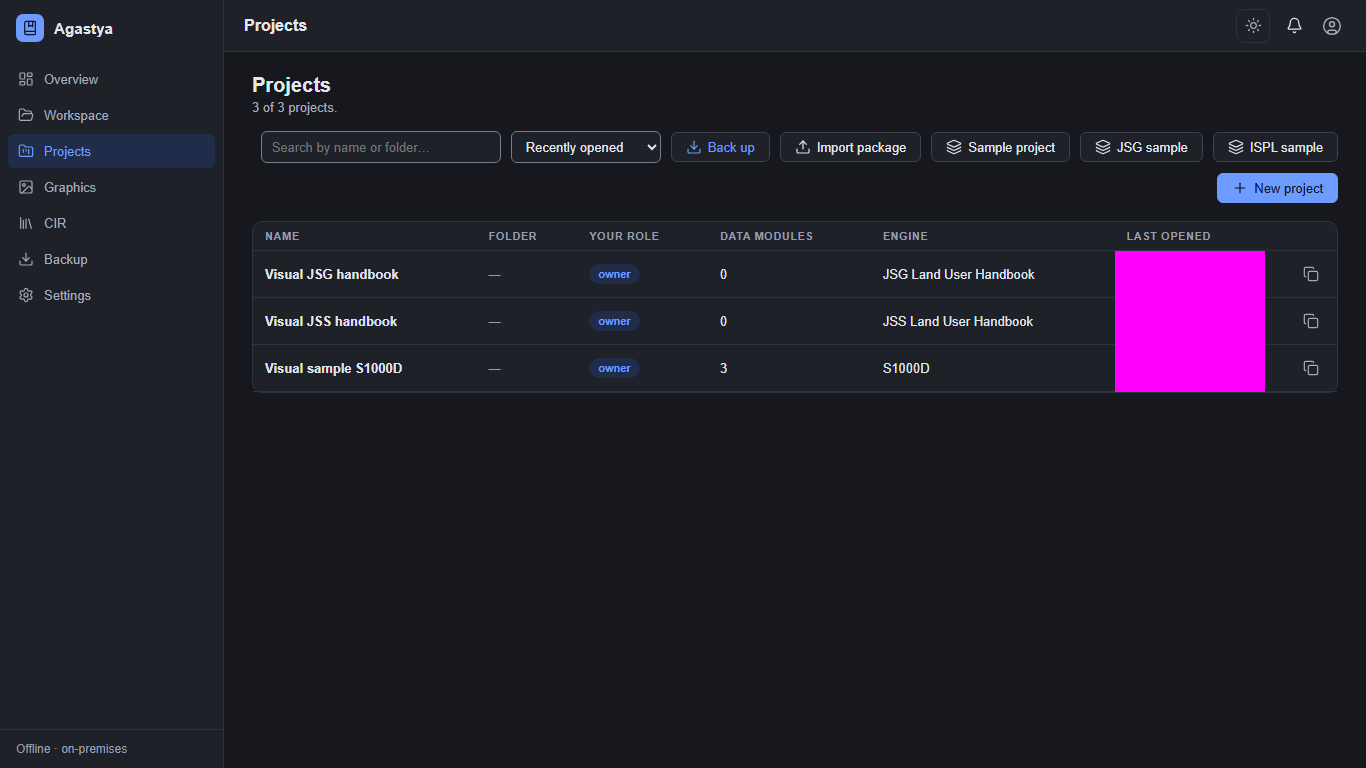 Agastya
Projects
Overview
Workspace
Projects
Graphics
CIR
Backup
Settings
Offline · on-premises
Projects
3 of 3 projects.
Search by name or folder... Recently opened Back up Import package Sample project JSG sample ISPL sample
New project
NAME FOLDER YOUR ROLE DATA MODULES ENGINE LAST OPENED
Visual JSG handbook — owner 0 JSG Land User Handbook
Visual JSS handbook — owner 0 JSS Land User Handbook
Visual sample S1000D — owner 3 S1000D